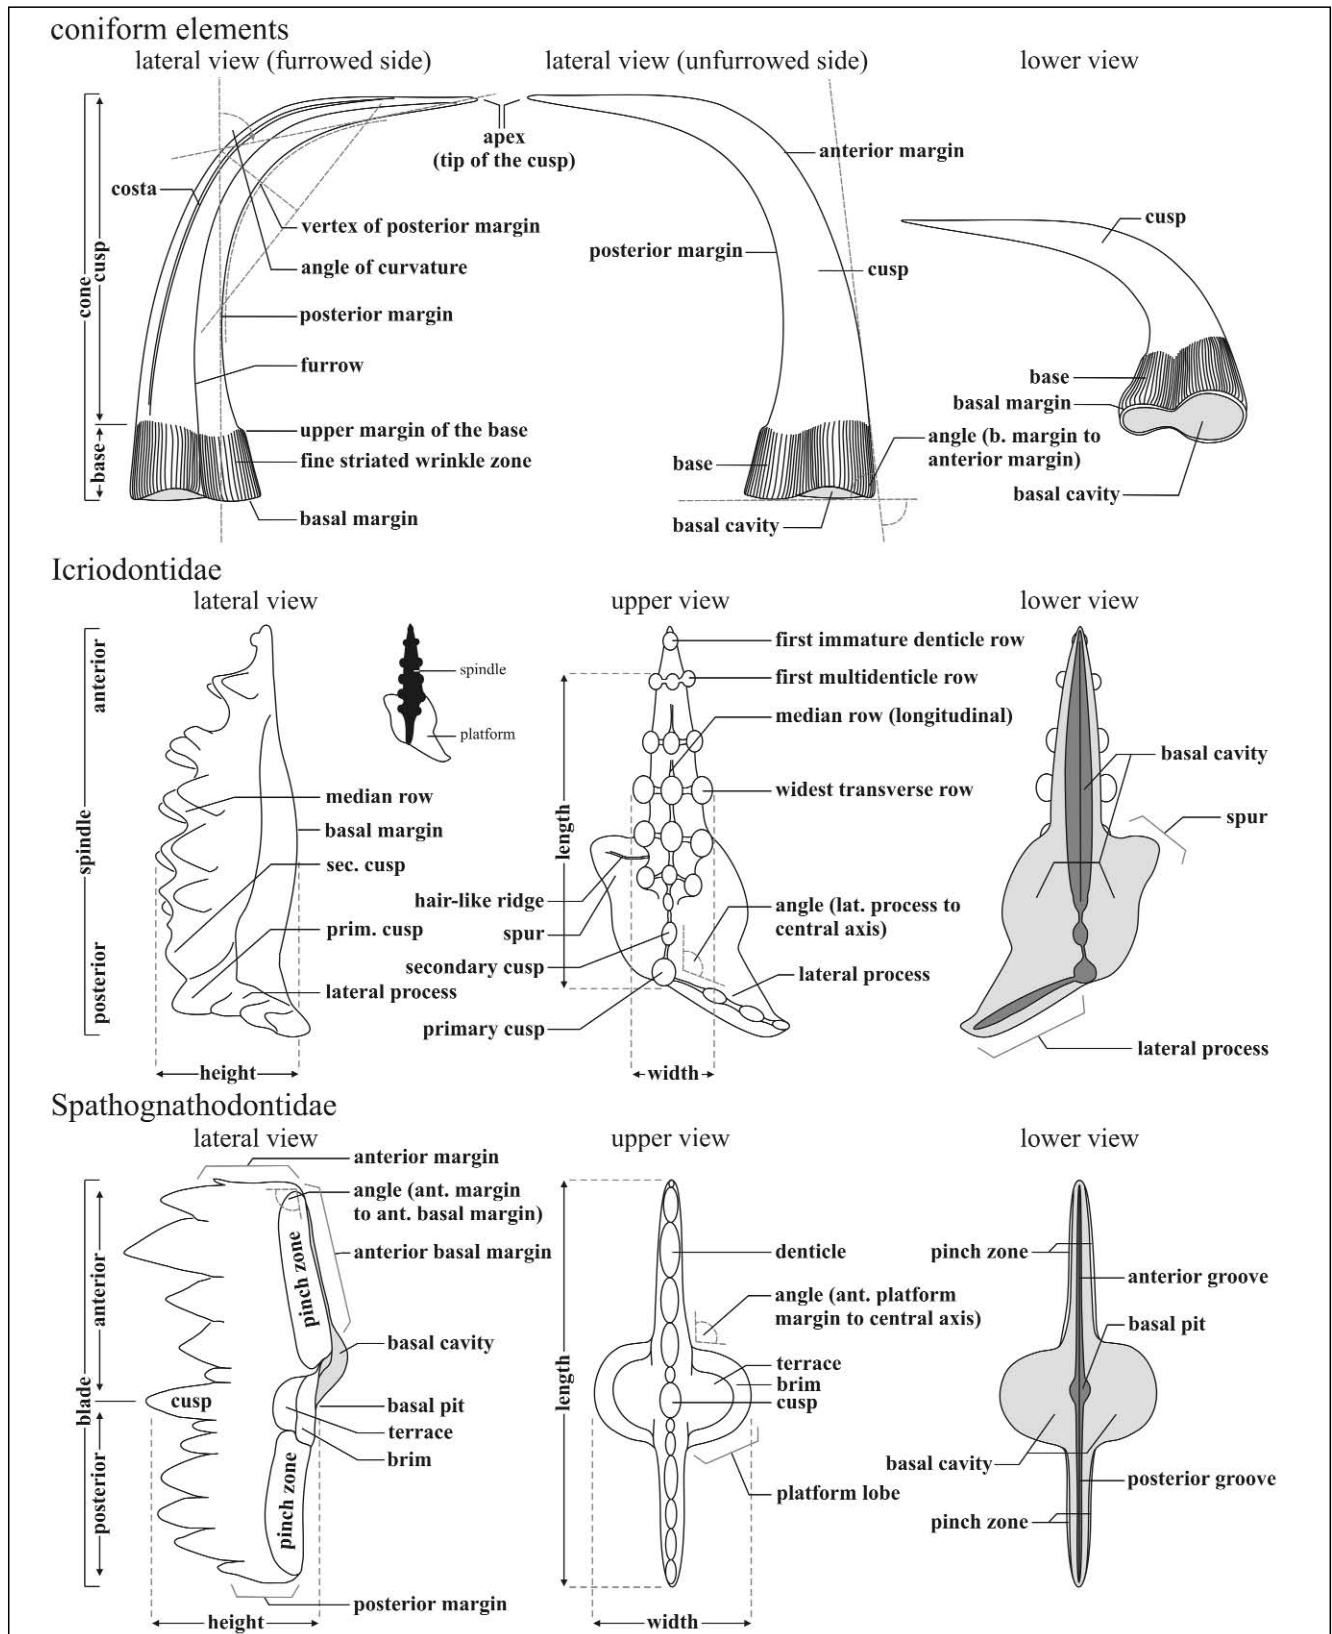 coniform elements
lateral view (furrowed side)
lateral view (unfurrowed side)
lower view
apex
(tip of the cusp)
anterior margin
costa
cusp
vertex of posterior margin
posterior margin
cusp
cone
cusp
angle of curvature
posterior margin
furrow
base
basal margin
upper margin of the base
angle (b. margin to
anterior margin)
base
fine striated wrinkle zone
base
basal cavity
basal margin
basal cavity
Icriodontidae
lateral view
upper view
lower view
anterior
spindle
platform
first immature denticle row
first multidenticle row
median row (longitudinal)
basal cavity
median row
widest transverse row
spur
basal margin
length
spindle
sec. cusp
hair-like ridge
angle (lat. process to
central axis)
prim. cusp
spur
secondary cusp
lateral process
posterior
lateral process
primary cusp
lateral process
height
width
Spathognathodontidae
lateral view
upper view
lower view
anterior margin
angle (ant. margin
to ant. basal margin)
anterior basal margin
pinch zone
anterior
denticle
pinch zone
anterior groove
angle (ant. platform
margin to central axis)
basal pit
basal cavity
terrace
brim
cusp
blade
cusp
length
basal pit
terrace
brim
basal cavity
posterior groove
platform lobe
posterior
pinch zone
pinch zone
posterior margin
height
width